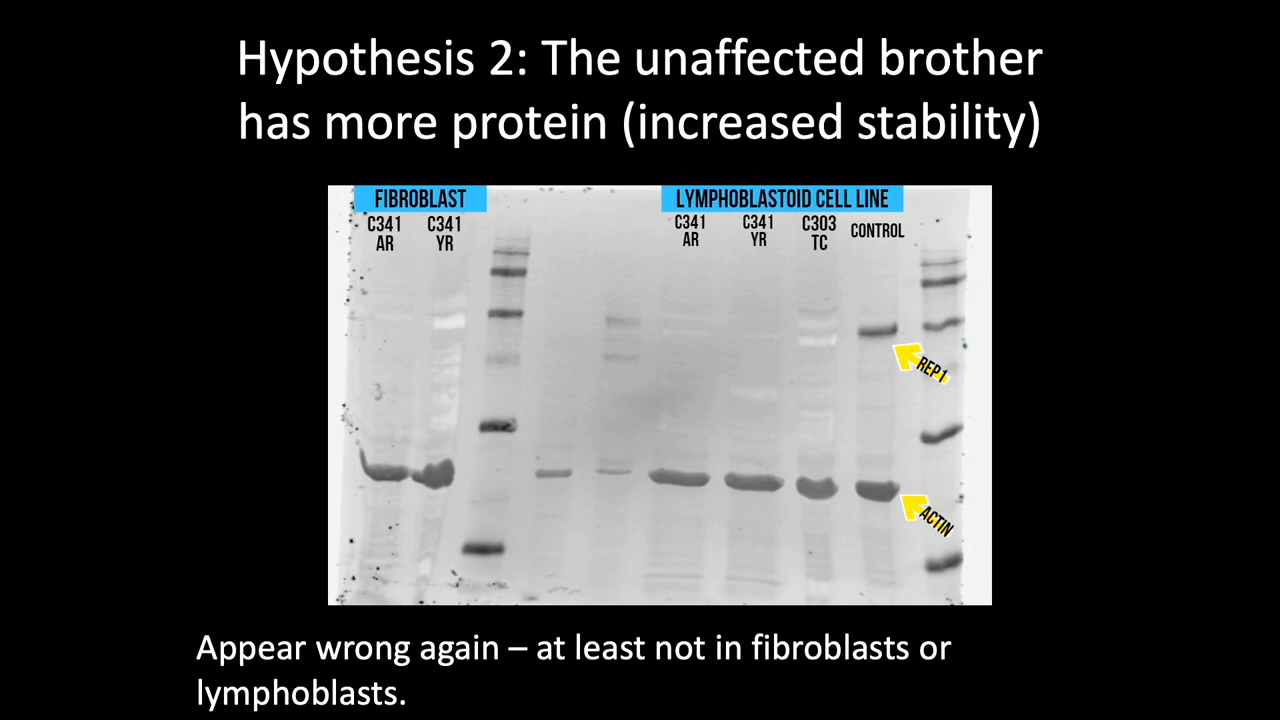 Hypothesis 2: The unaffected brother
has more protein (increased stability)
FIBROBLAST
C341
AR
C341
YR
LYMPHOBLASTOID CELL LINE
C341
AR
C341
YR
C303
TC
CONTROL
REP1
ACTIN
Appear wrong again – at least not in fibroblasts or
lymphoblasts.